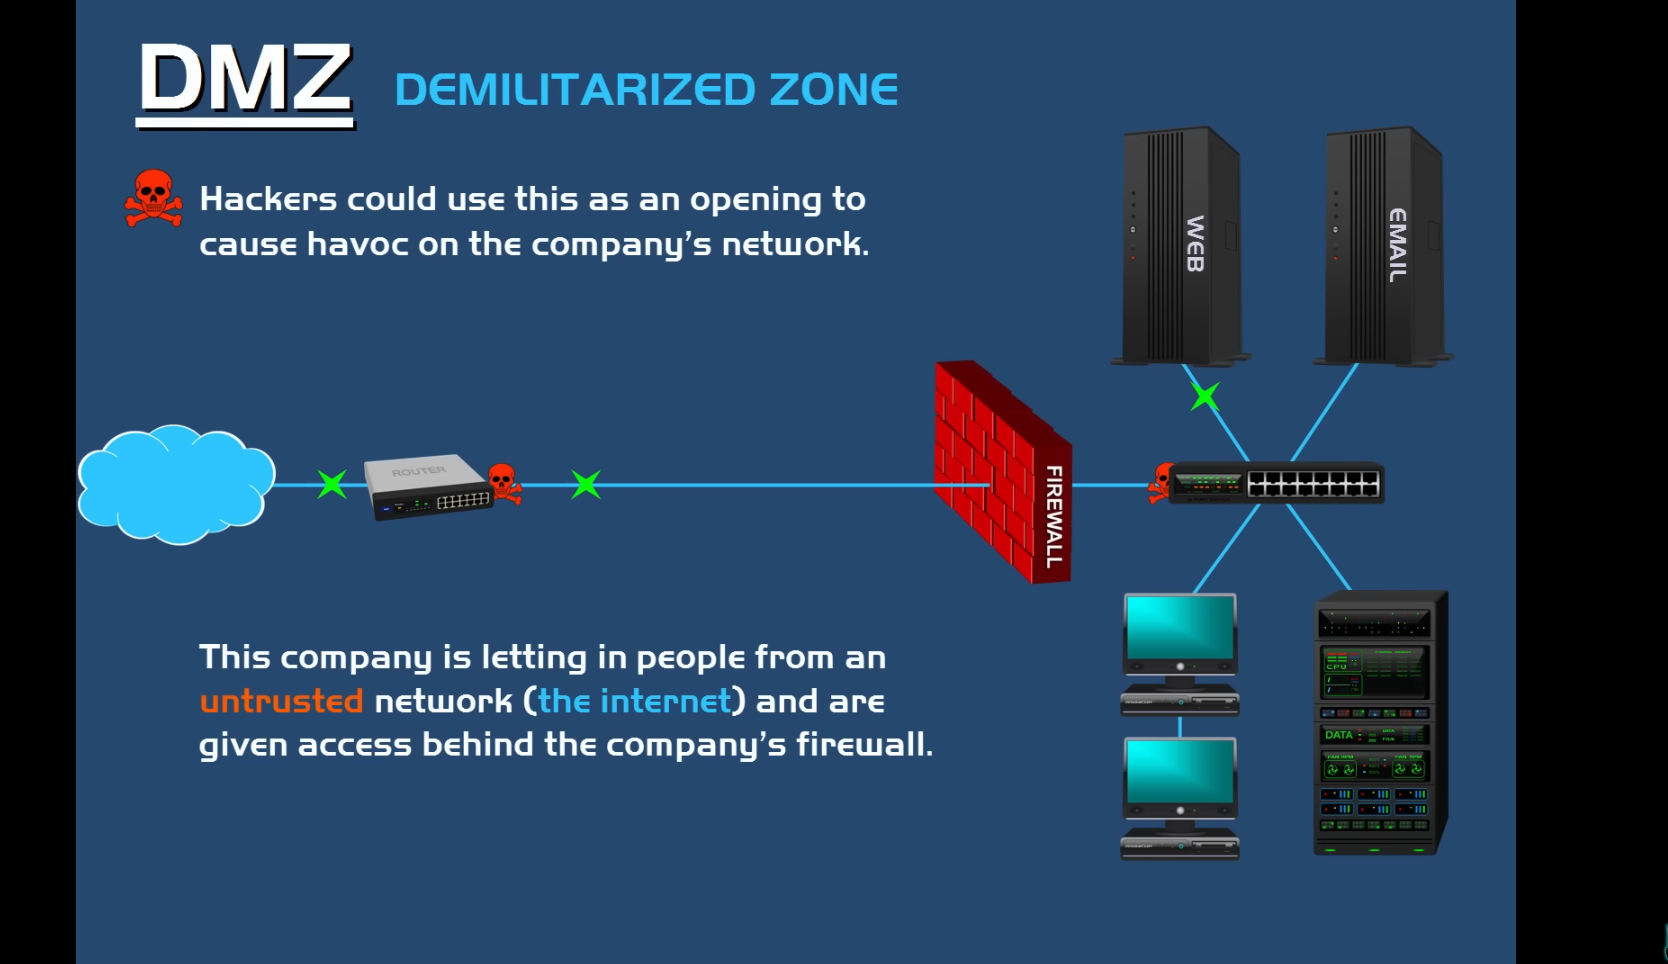 DMZ DEMILITARIZED ZONE
Hackers could use this as an opening to
cause havoc on the company's network.
WEB
EMAIL
ROUTER
FIREWALL
This company is letting in people from an
untrusted network (the internet) and are
given access behind the company's firewall.
CPU
DATA